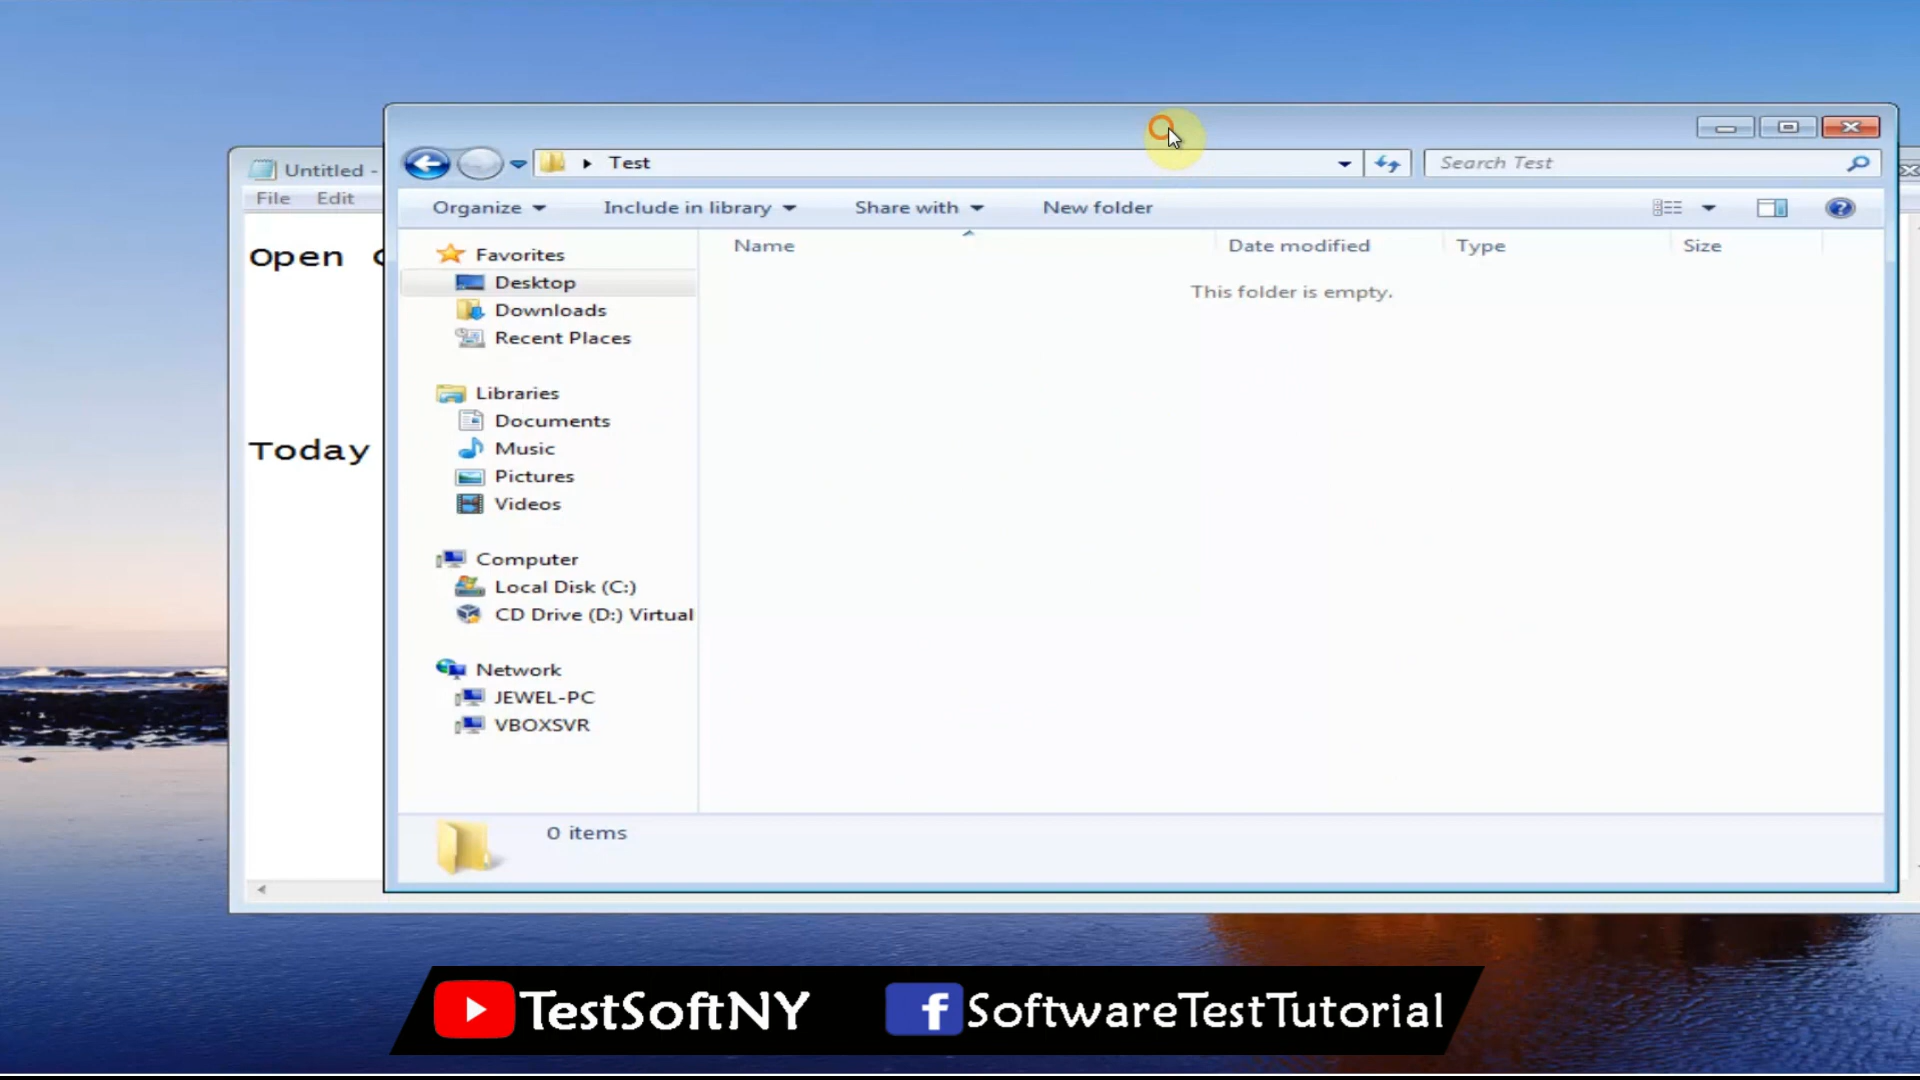 Untitled -
File Edit
Open
Today
Test
Search Test
Organize Include in library Share with New folder
Name Date modified Type Size
This folder is empty.
Favorites
Desktop
Downloads
Recent Places
Libraries
Documents
Music
Pictures
Videos
Computer
Local Disk (C:)
CD Drive (D:) Virtual
Network
JEWEL-PC
VBOXSVR
0 items
TestSoftNY
SoftwareTestTutorial